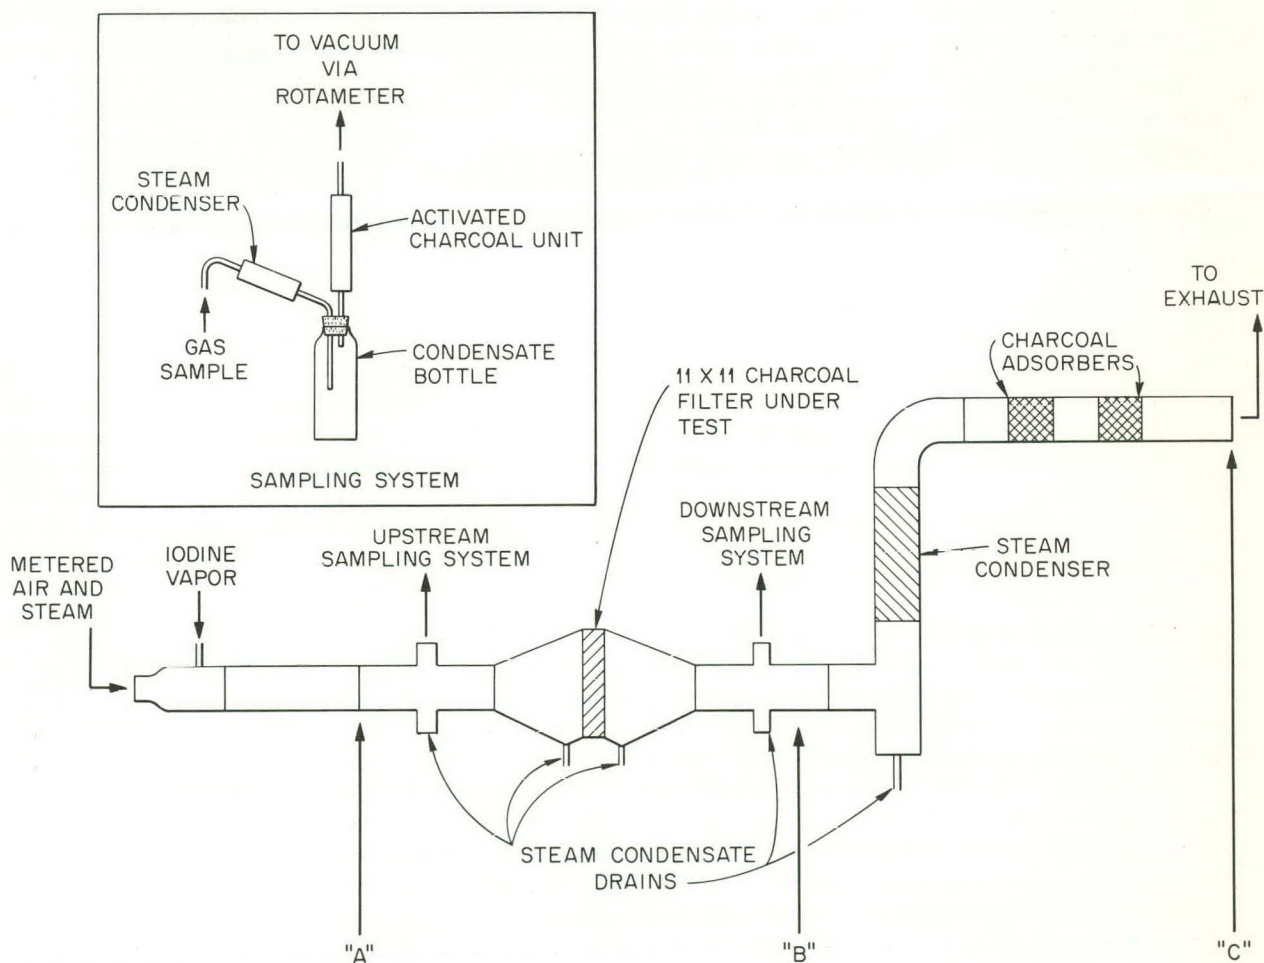 TO VACUUM
VIA
ROTAMETER
STEAM
CONDENSER
ACTIVATED
CHARCOAL UNIT
GAS
SAMPLE
CONDENSATE
BOTTLE
SAMPLING SYSTEM
TO
EXHAUST
CHARCOAL
ADSORBERS
11 X 11 CHARCOAL
FILTER UNDER
TEST
METERED
AIR AND
STEAM
IODINE
VAPOR
UPSTREAM
SAMPLING SYSTEM
DOWNSTREAM
SAMPLING
SYSTEM
STEAM
CONDENSER
STEAM CONDENSATE
DRAINS
"A"
"B"
"C"